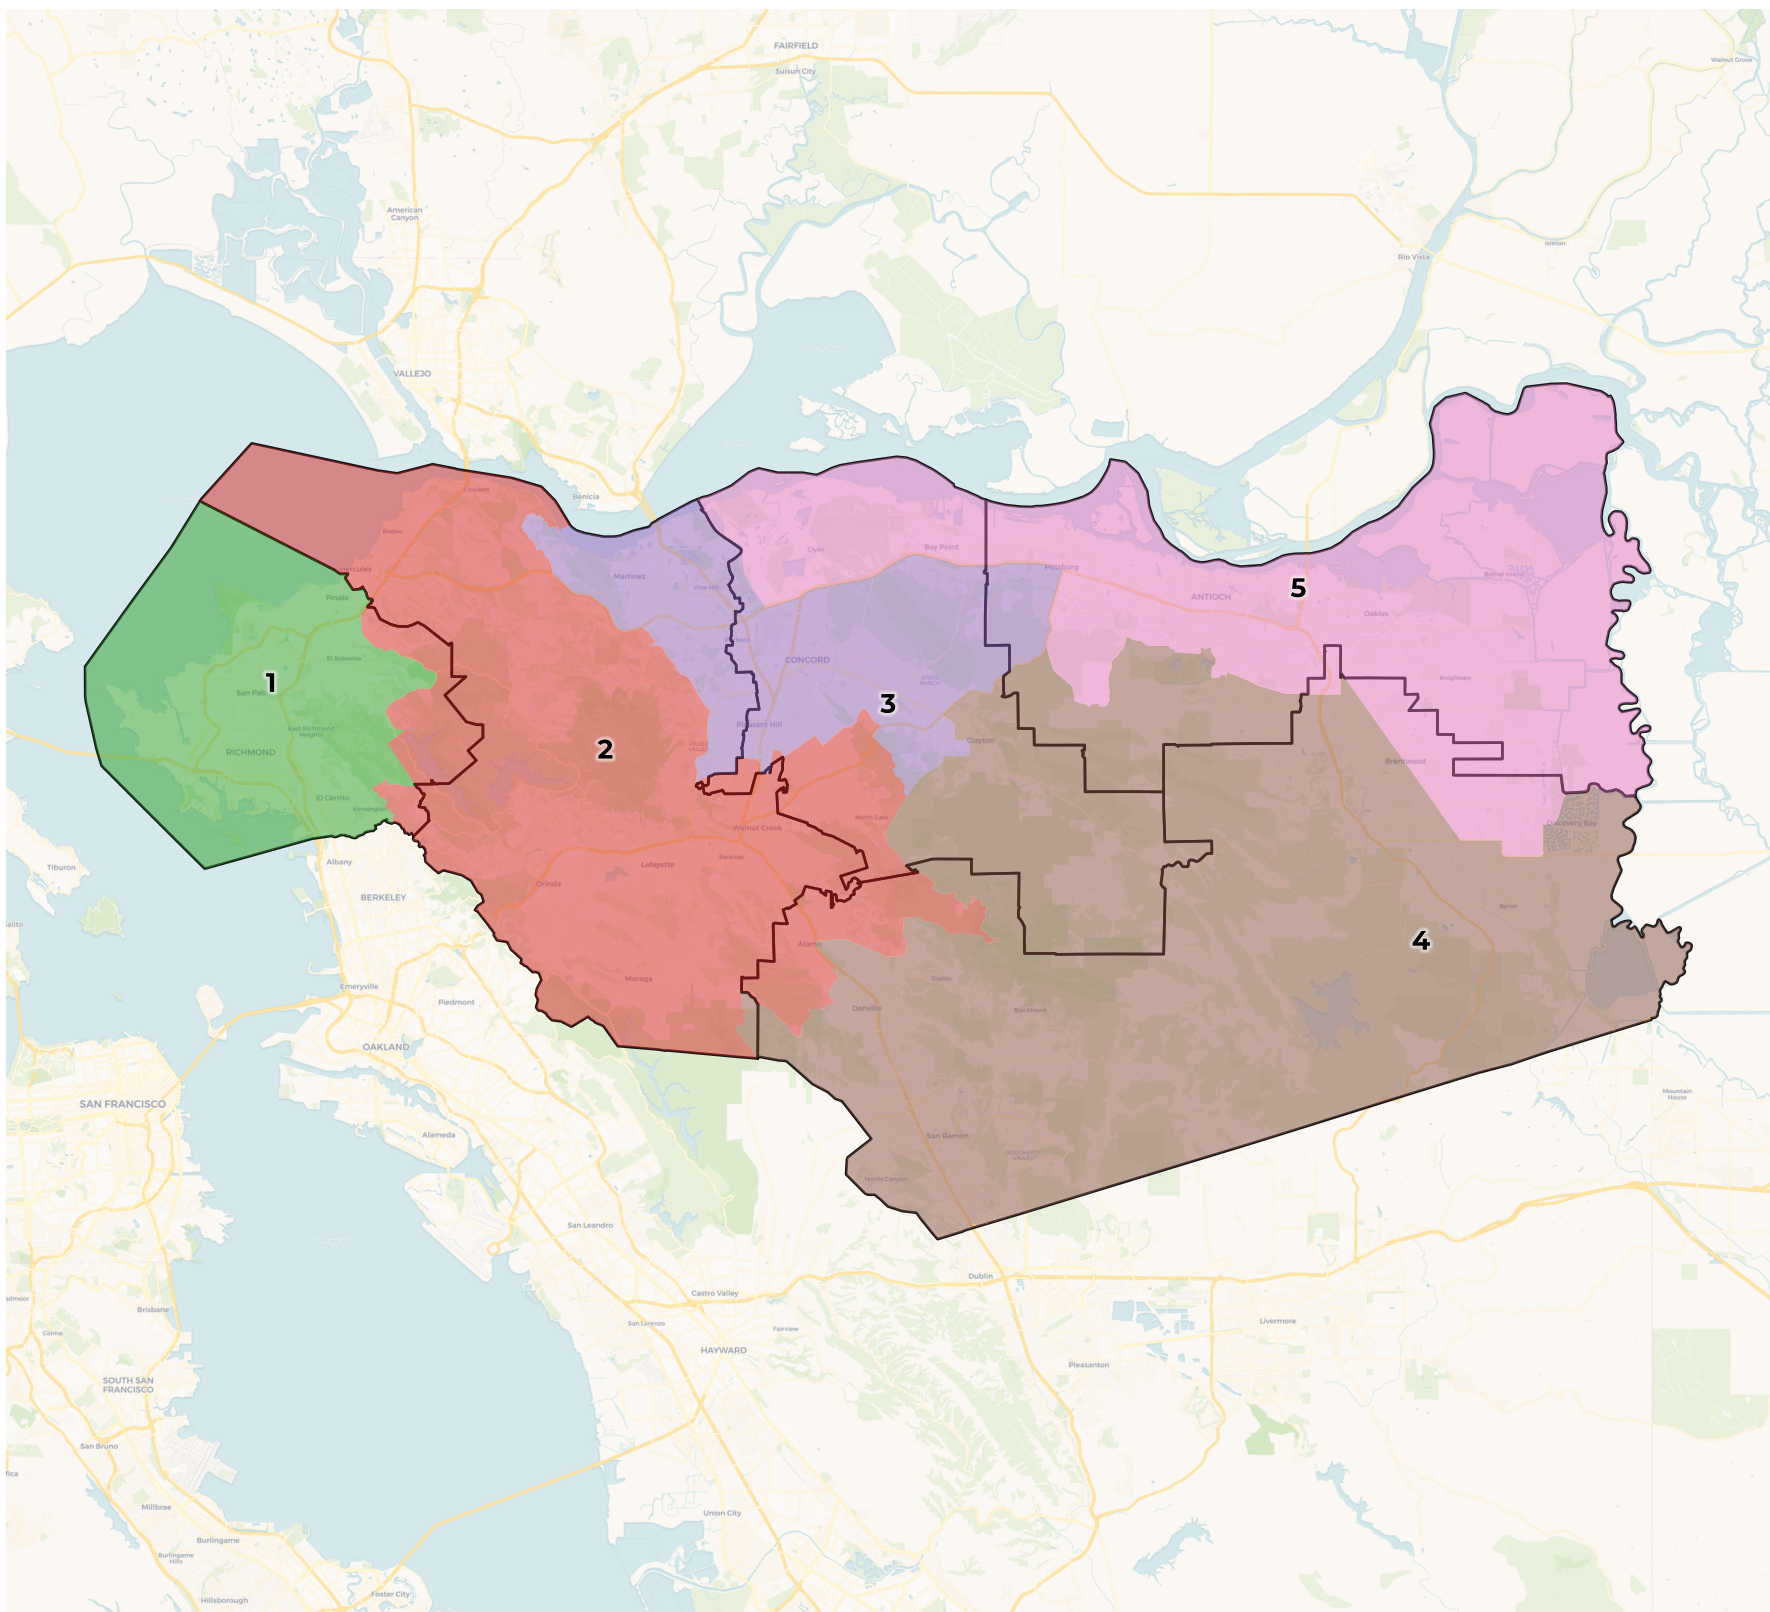 FAIRFIELD
Suisun City
Walnut Grove
American
Canyon
Isleton
Rio Vista
VALLEJO
Benicia
Crockett
Rodeo
Hercules
Pinole
Martinez
Vine Hill
Clyde
Bay Point
Pittsburg
ANTIOCH
5
Oakley
Bethel Island
Knightsen
El Sobrante
San Pablo
1
East Richmond
Heights
RICHMOND
El Cerrito
Kensington
2
Pacheco
CONCORD
3
Pleasant Hill
Clayton
Brentwood
Discovery Bay
North Gate
Walnut Creek
Saranap
Lafayette
Orinda
Moraga
Alamo
Diablo
Danville
Blackhawk
4
Byron
San Ramon
DOUGHERTY
VALLEY
Norris Canyon
Tiburon
Albany
BERKELEY
Emeryville
Piedmont
OAKLAND
SAN FRANCISCO
Alameda
San Leandro
Mountain
House
Dublin
Castro Valley
San Lorenzo
Fairview
HAYWARD
Livermore
Pleasanton
Brisbane
Colma
SOUTH SAN
FRANCISCO
San Bruno
Millbrae
Burlingame
Burlingame
Hills
Hillsborough
Foster City
Union City